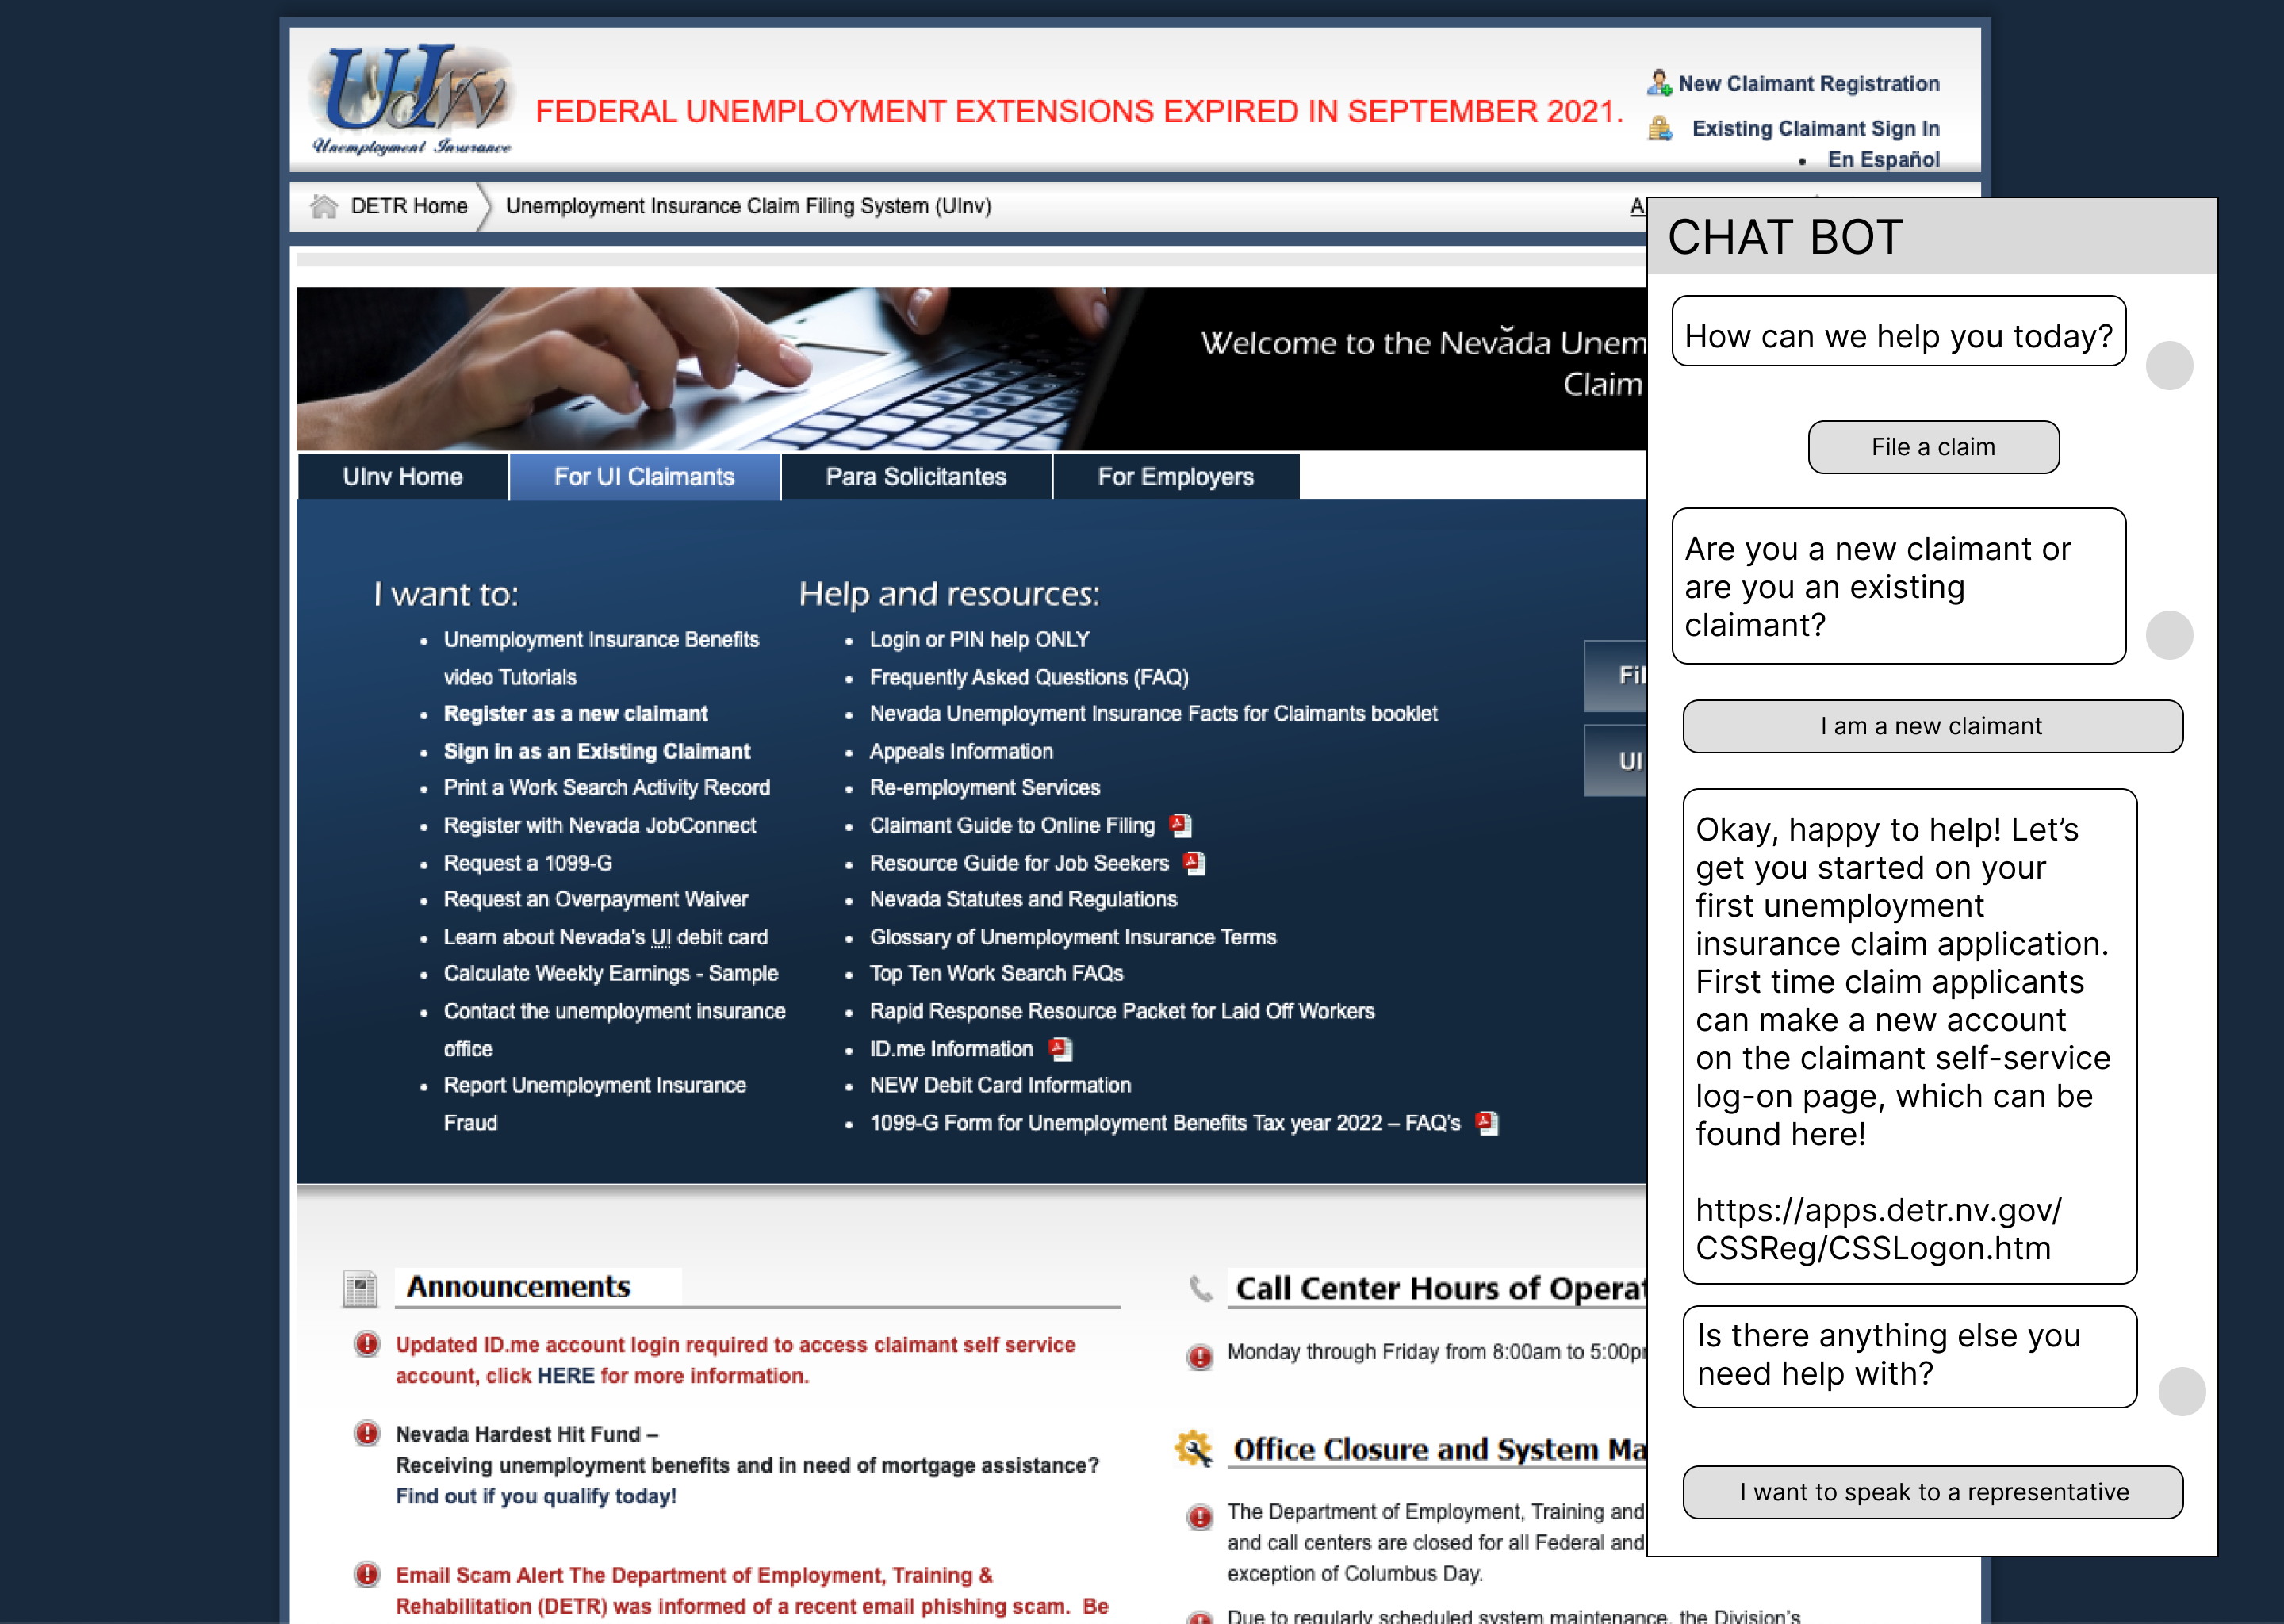 UInv
Unemployment Insurance
FEDERAL UNEMPLOYMENT EXTENSIONS EXPIRED IN SEPTEMBER 2021.
New Claimant Registration
Existing Claimant Sign In
• En Español
DETR Home
Unemployment Insurance Claim Filing System (UInv)
Welcome to the Nevăda Unem
Claim
UInv Home
For UI Claimants
Para Solicitantes
For Employers
I want to:
• Unemployment Insurance Benefits
video Tutorials
• Register as a new claimant
• Sign in as an Existing Claimant
• Print a Work Search Activity Record
• Register with Nevada JobConnect
• Request a 1099-G
• Request an Overpayment Waiver
• Learn about Nevada's UI debit card
• Calculate Weekly Earnings - Sample
• Contact the unemployment insurance
office
• Report Unemployment Insurance
Fraud
Help and resources:
• Login or PIN help ONLY
• Frequently Asked Questions (FAQ)
• Nevada Unemployment Insurance Facts for Claimants booklet
• Appeals Information
• Re-employment Services
• Claimant Guide to Online Filing
• Resource Guide for Job Seekers
• Nevada Statutes and Regulations
• Glossary of Unemployment Insurance Terms
• Top Ten Work Search FAQs
• Rapid Response Resource Packet for Laid Off Workers
• ID.me Information
• NEW Debit Card Information
• 1099-G Form for Unemployment Benefits Tax year 2022 – FAQ's
UI
Announcements
Updated ID.me account login required to access claimant self service
account, click HERE for more information.
Nevada Hardest Hit Fund –
Receiving unemployment benefits and in need of mortgage assistance?
Find out if you qualify today!
Email Scam Alert The Department of Employment, Training &
Rehabilitation (DETR) was informed of a recent email phishing scam. Be
Call Center Hours of Operat
Monday through Friday from 8:00am to 5:00pm
Office Closure and System Ma
The Department of Employment, Training and
and call centers are closed for all Federal and
exception of Columbus Day.
Due to regularly scheduled system maintenance, the Division's
CHAT BOT
How can we help you today?
File a claim
Are you a new claimant or
are you an existing
claimant?
I am a new claimant
Okay, happy to help! Let’s
get you started on your
first unemployment
insurance claim application.
First time claim applicants
can make a new account
on the claimant self-service
log-on page, which can be
found here!
https://apps.detr.nv.gov/
CSSReg/CSSLogon.htm
Is there anything else you
need help with?
I want to speak to a representative